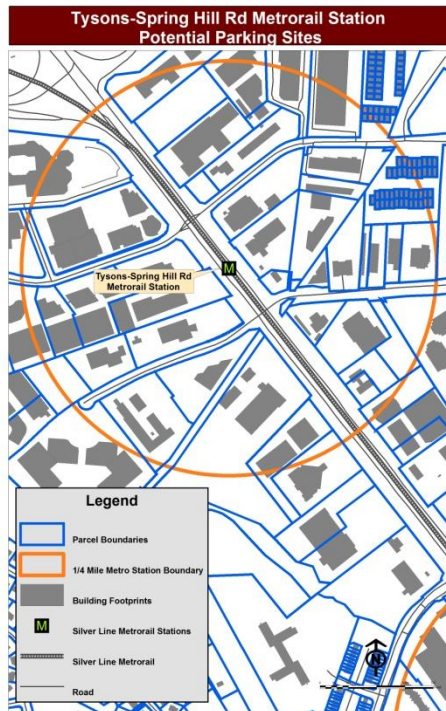 Tysons-Spring Hill Rd Metrorail Station
Potential Parking Sites
Tysons-Spring Hill Rd
Metrorail Station
M
Legend
Parcel Boundaries
1/4 Mile Metro Station Boundary
Building Footprints
M
Silver Line Metrorail Stations
Silver Line Metrorail
Road
N